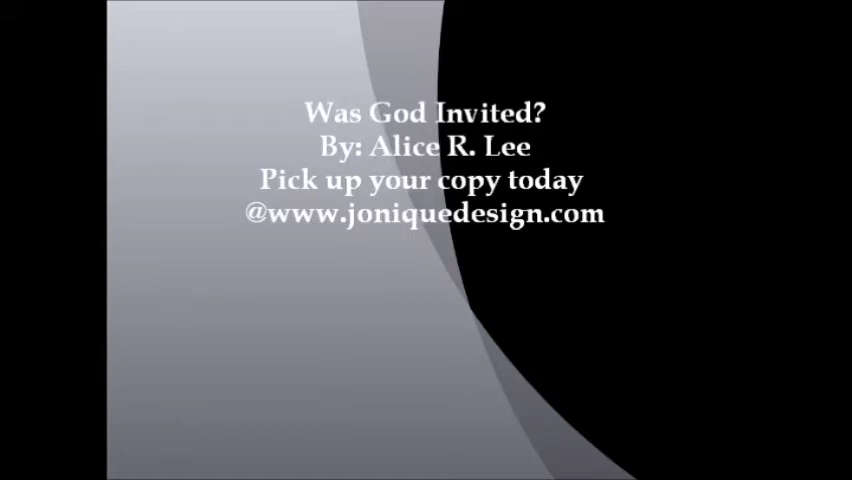 Was God Invited?
By: Alice R. Lee
Pick up your copy today
@www.joniquedesign.com